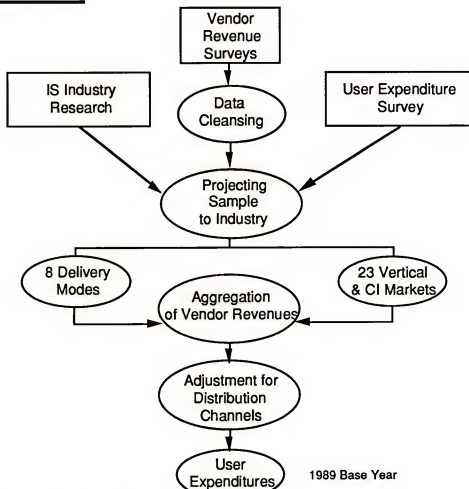 Vendor
Revenue
Surveys
IS Industry
Research
Data
Cleansing
User Expenditure
Survey
Projecting
Sample
to Industry
8 Delivery
Modes
23 Vertical
& CI Markets
Aggregation
of Vendor Revenues
Adjustment for
Distribution
Channels
User
Expenditures
1989 Base Year